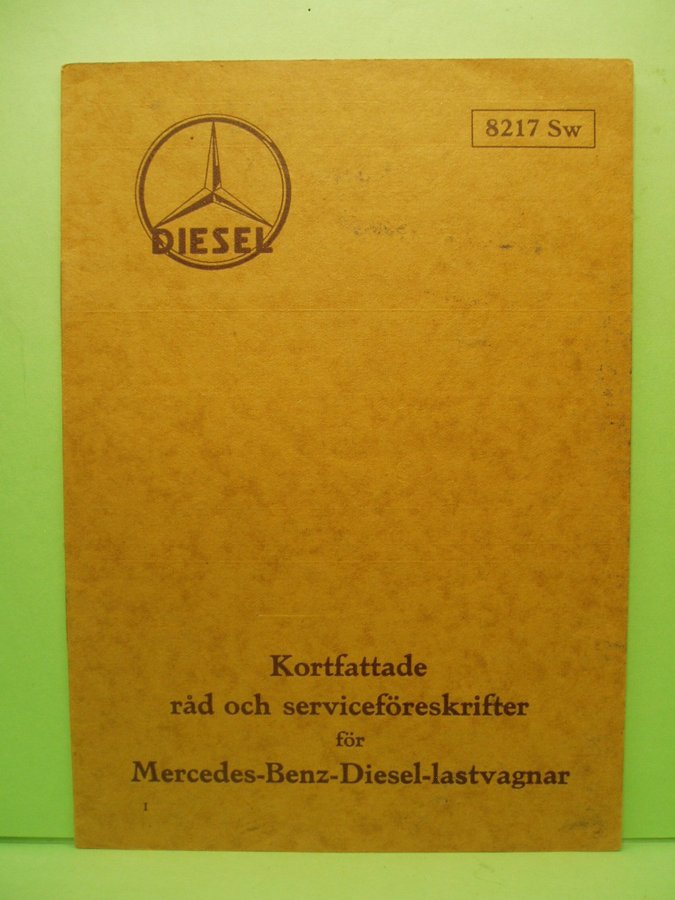 8217 Sw
DIESEL
Kortfattade
råd och serviceföreskrifter
för
Mercedes-Benz-Diesel-lastvagnar
I